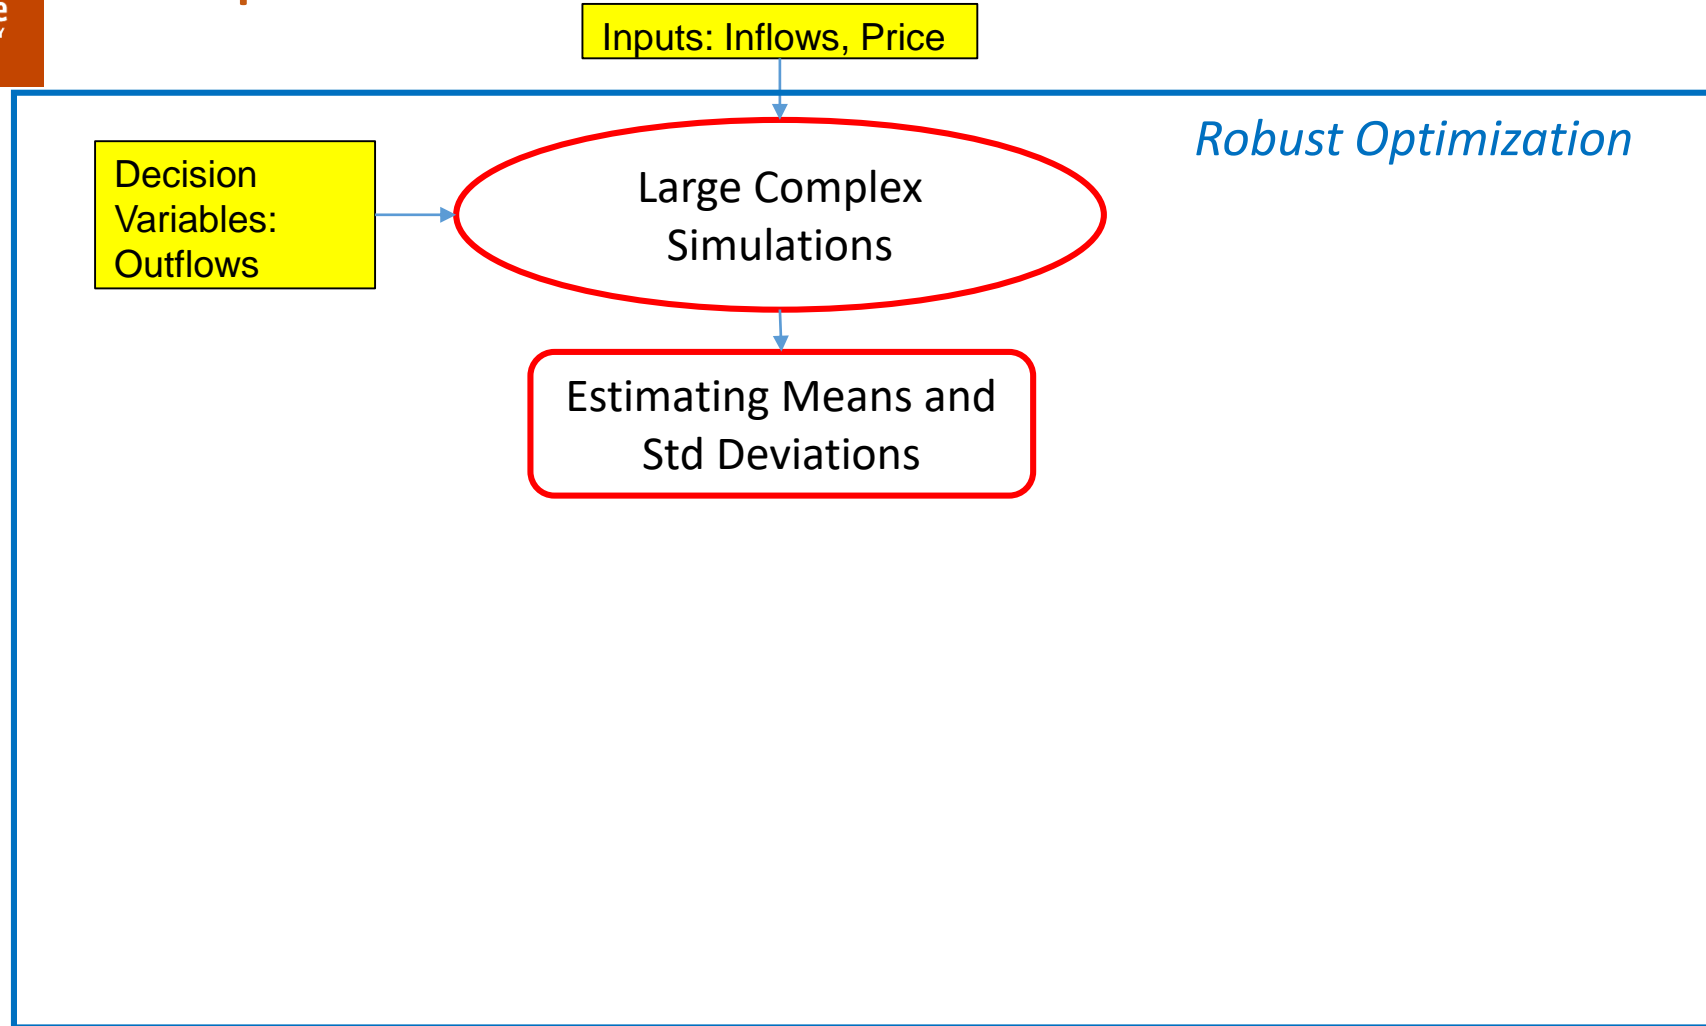 Inputs: Inflows, Price
Robust Optimization
Decision
Variables:
Outflows
Large Complex
Simulations
Estimating Means and
Std Deviations